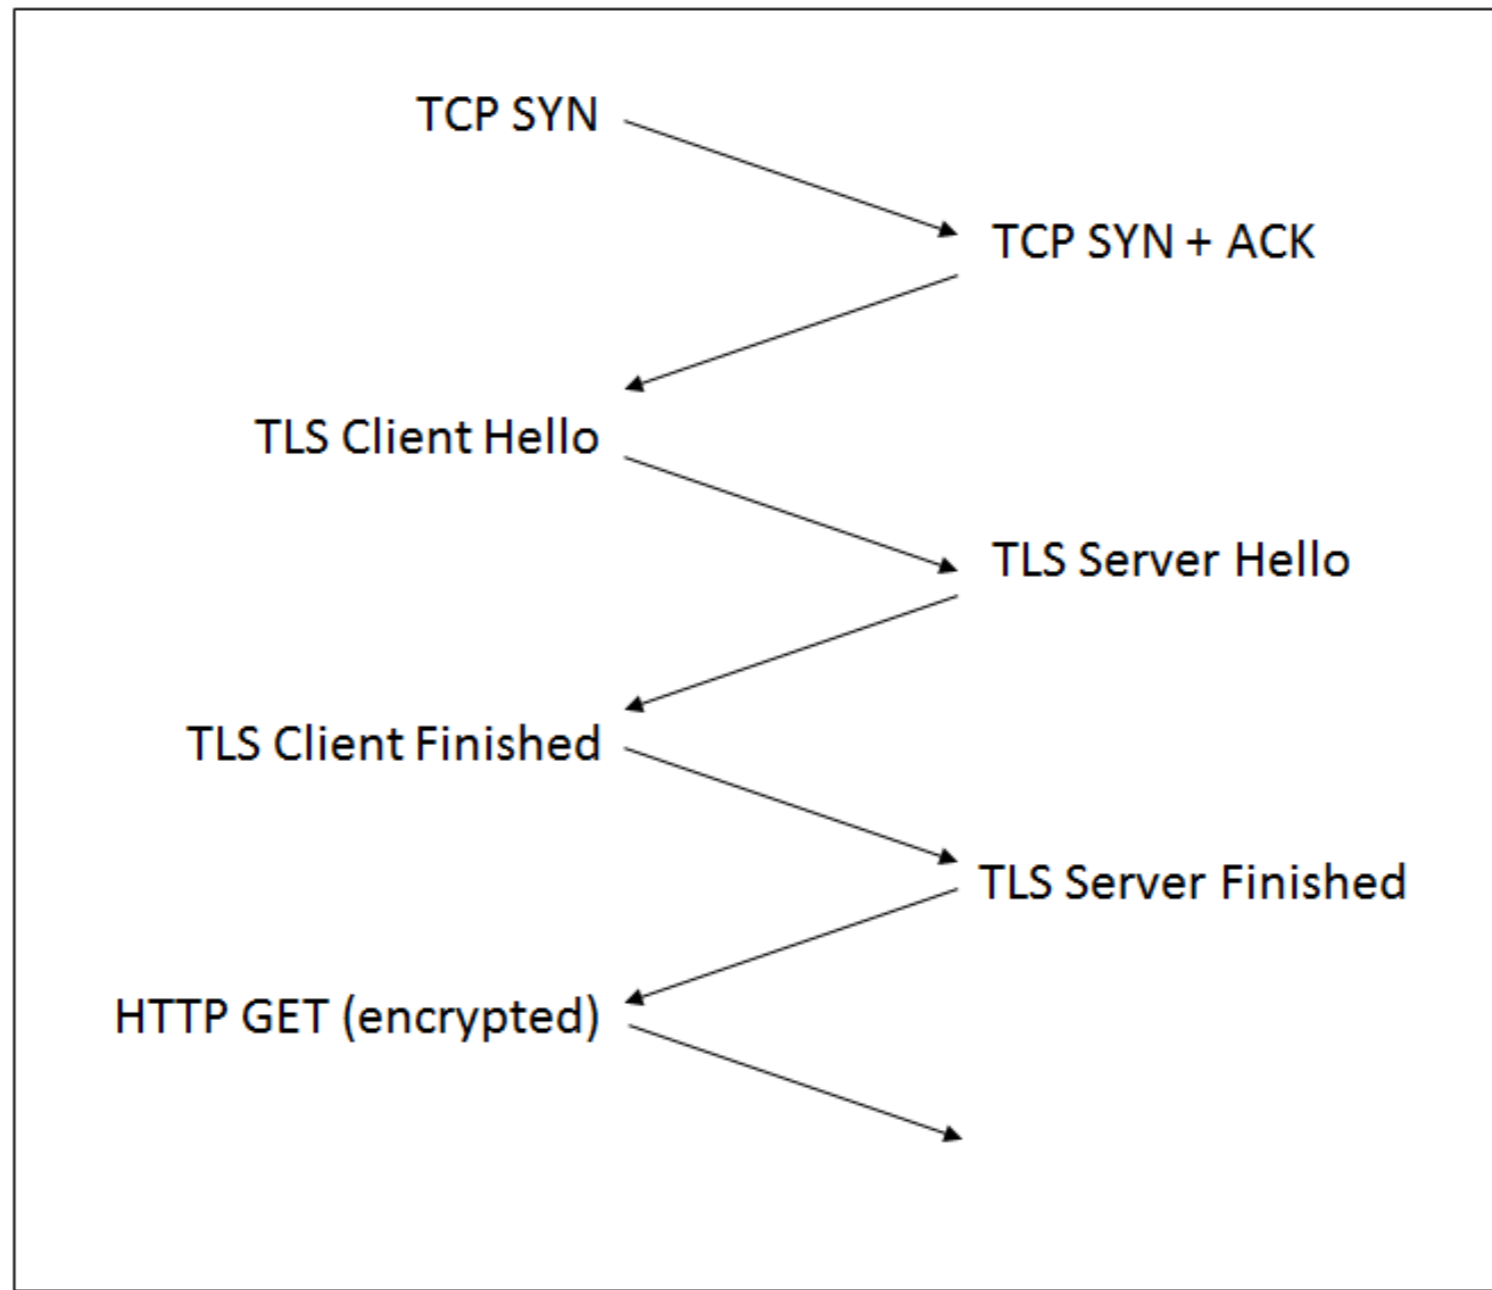 TCP SYN
TCP SYN + ACK
TLS Client Hello
TLS Server Hello
TLS Client Finished
TLS Server Finished
HTTP GET (encrypted)